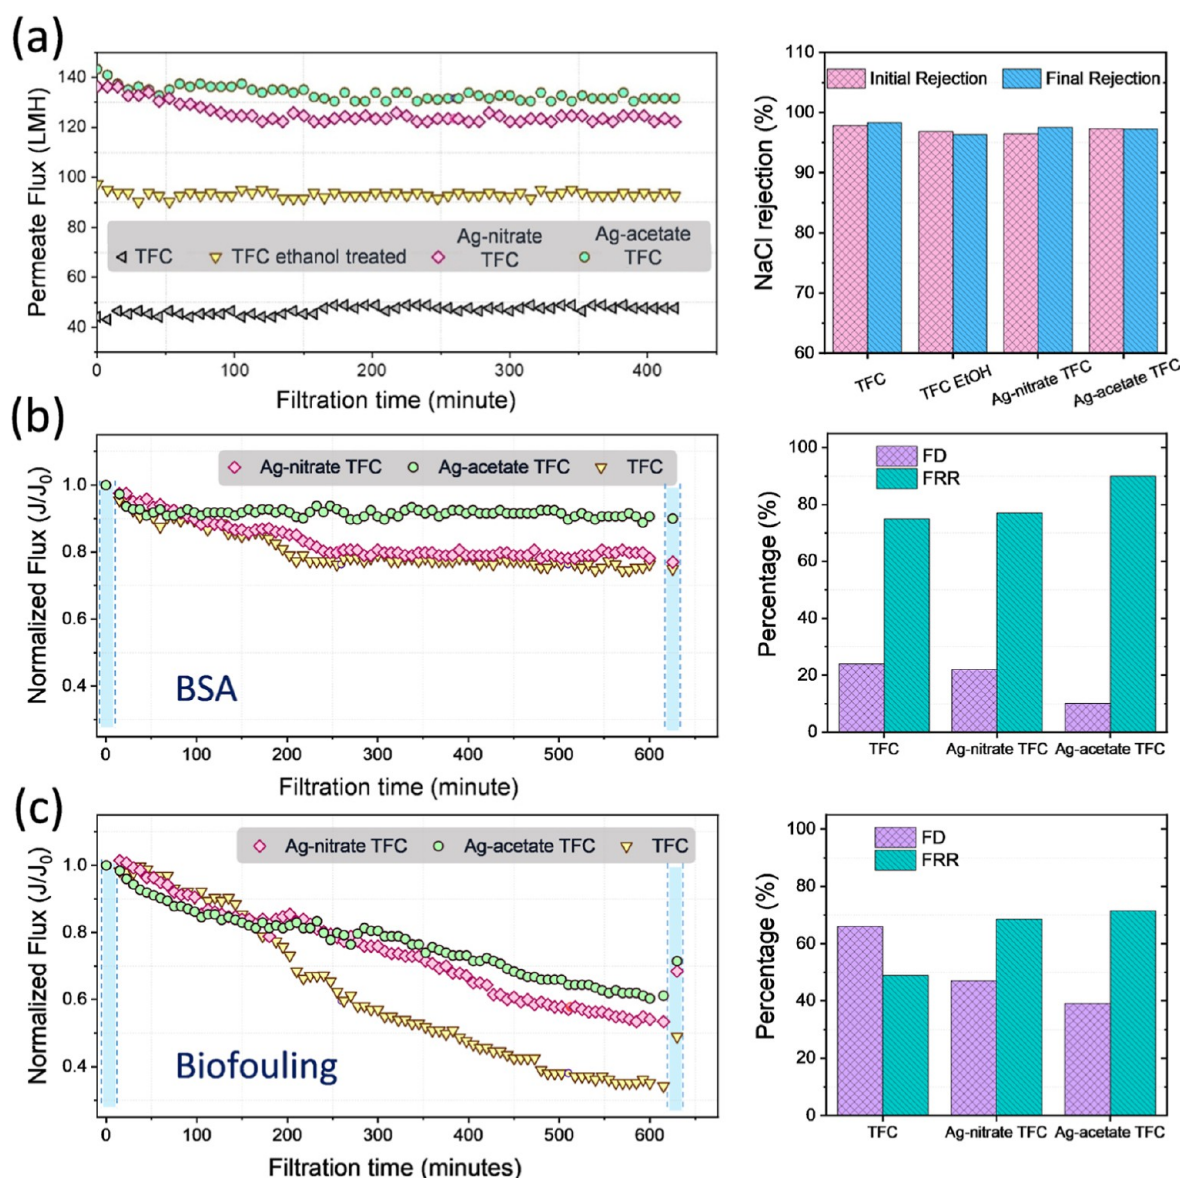 (a)
Permeate Flux (LMH)
140
120
100
80
60
40
TFC
TFC ethanol treated
Ag-nitrate
TFC
Ag-acetate
TFC
0
100
200
300
400
Filtration time (minute)
NaCl rejection (%)
110
100
90
80
70
60
Initial Rejection
Final Rejection
TFC
TFC EtOH
Ag-nitrate TFC
Ag-acetate TFC
(b)
Normalized Flux (J/J0)
1.0
0.8
0.6
0.4
Ag-nitrate TFC
Ag-acetate TFC
TFC
BSA
0
100
200
300
400
500
600
Filtration time (minute)
Percentage (%)
100
80
60
40
20
0
FD
FRR
TFC
Ag-nitrate TFC
Ag-acetate TFC
(c)
Normalized Flux (J/J0)
1.0
0.8
0.6
0.4
Ag-nitrate TFC
Ag-acetate TFC
TFC
Biofouling
0
100
200
300
400
500
600
Filtration time (minutes)
Percentage (%)
100
80
60
40
20
0
FD
FRR
TFC
Ag-nitrate TFC
Ag-acetate TFC